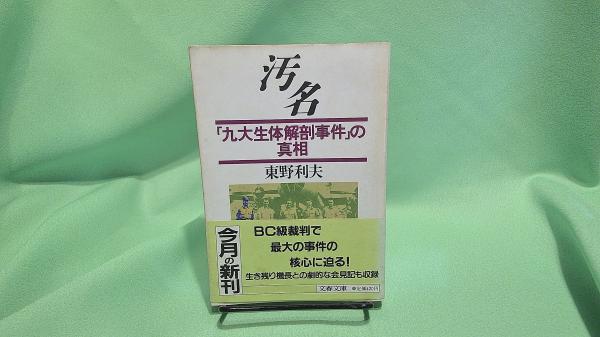 汚名
「九大生体解剖事件」の
真相
東野利夫
今月の新刊
BC級裁判で
最大の事件の
核心に迫る!
生き残り機長との劇的な会見記も収録
文春文庫